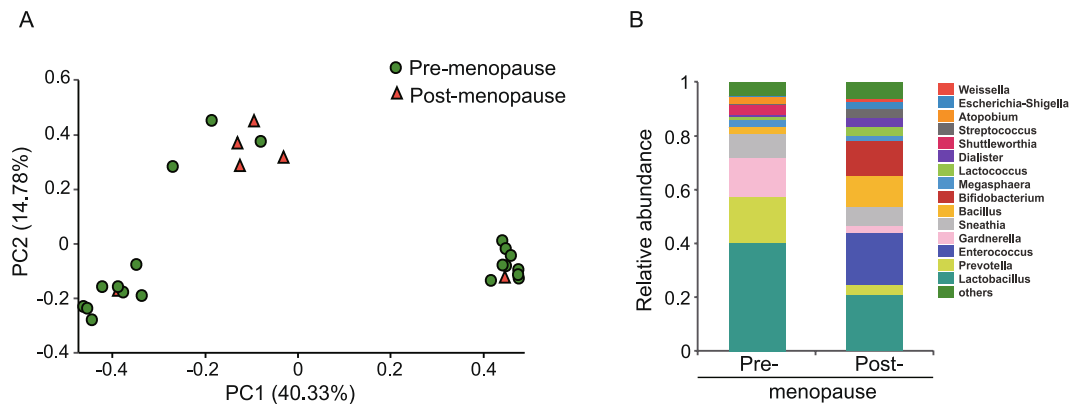 A
PC2 (14.78%)
0.6
0.4
0.2
0
-0.2
-0.4
-0.4
-0.2
0
0.2
0.4
PC1 (40.33%)
Pre-menopause
Post-menopause
B
Relative abundance
1
0.8
0.6
0.4
0.2
0
Pre-
Post-
menopause
Weissella
Escherichia-Shigella
Atopobium
Streptococcus
Shuttleworthia
Dialister
Lactococcus
Megasphaera
Bifidobacterium
Bacillus
Sneathia
Gardnerella
Enterococcus
Prevotella
Lactobacillus
others